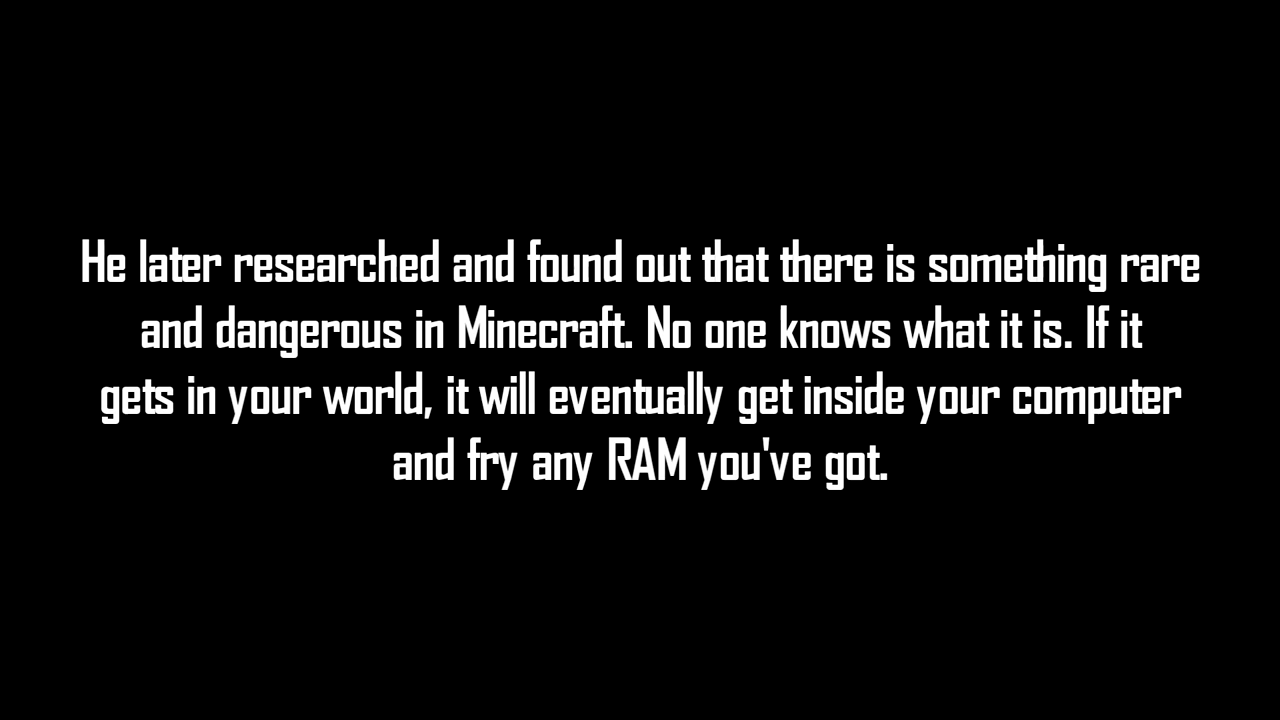 He later researched and found out that there is something rare
and dangerous in Minecraft. No one knows what it is. If it
gets in your world, it will eventually get inside your computer
and fry any RAM you've got.